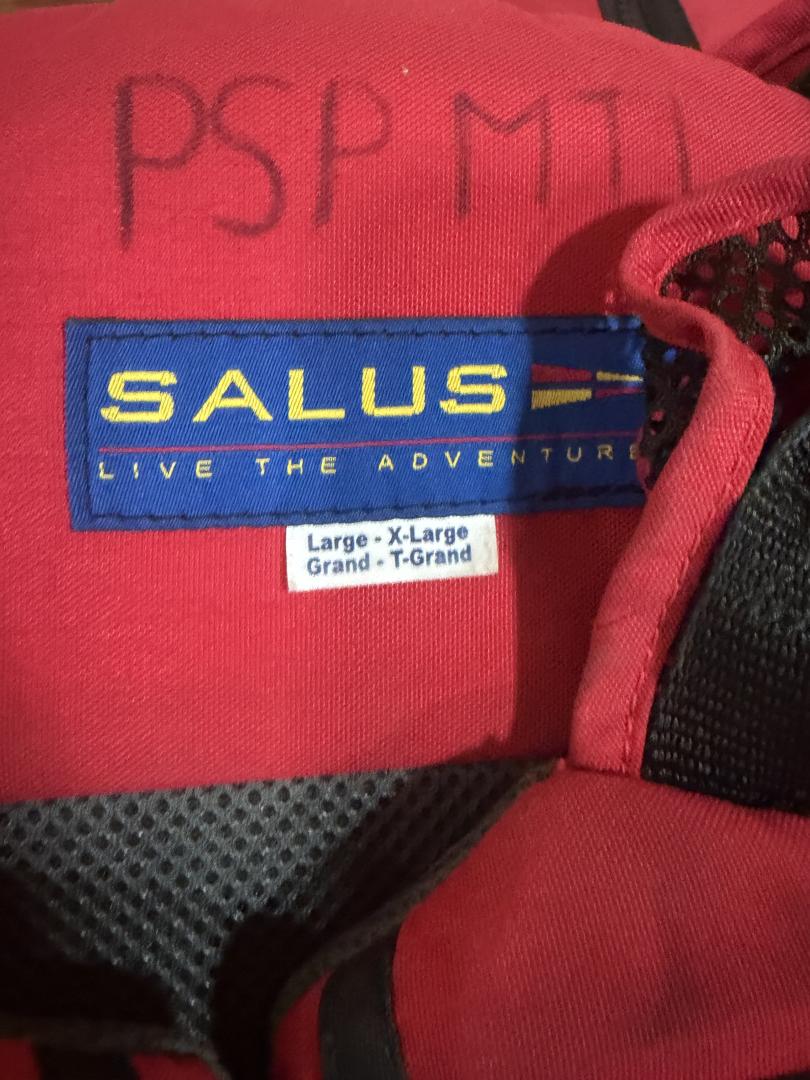 PSP MTL
SALUS
LIVE THE ADVENTURE
Large - X-Large
Grand - T-Grand